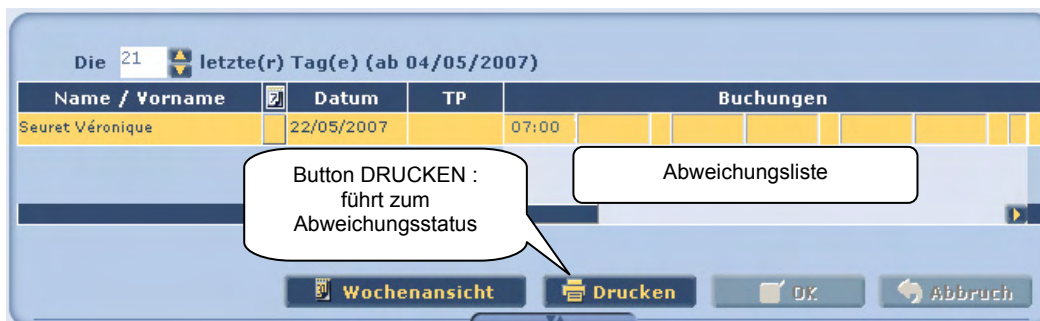 Die 21 letzte(r) Tag(e) (ab 04/05/2007)
Name / Vorname Datum TP Buchungen
Seuret Véronique 22/05/2007 07:00
Button DRUCKEN :
führt zum
Abweichungsstatus
Abweichungsliste
Wochenansicht Drucken OK Abbruch